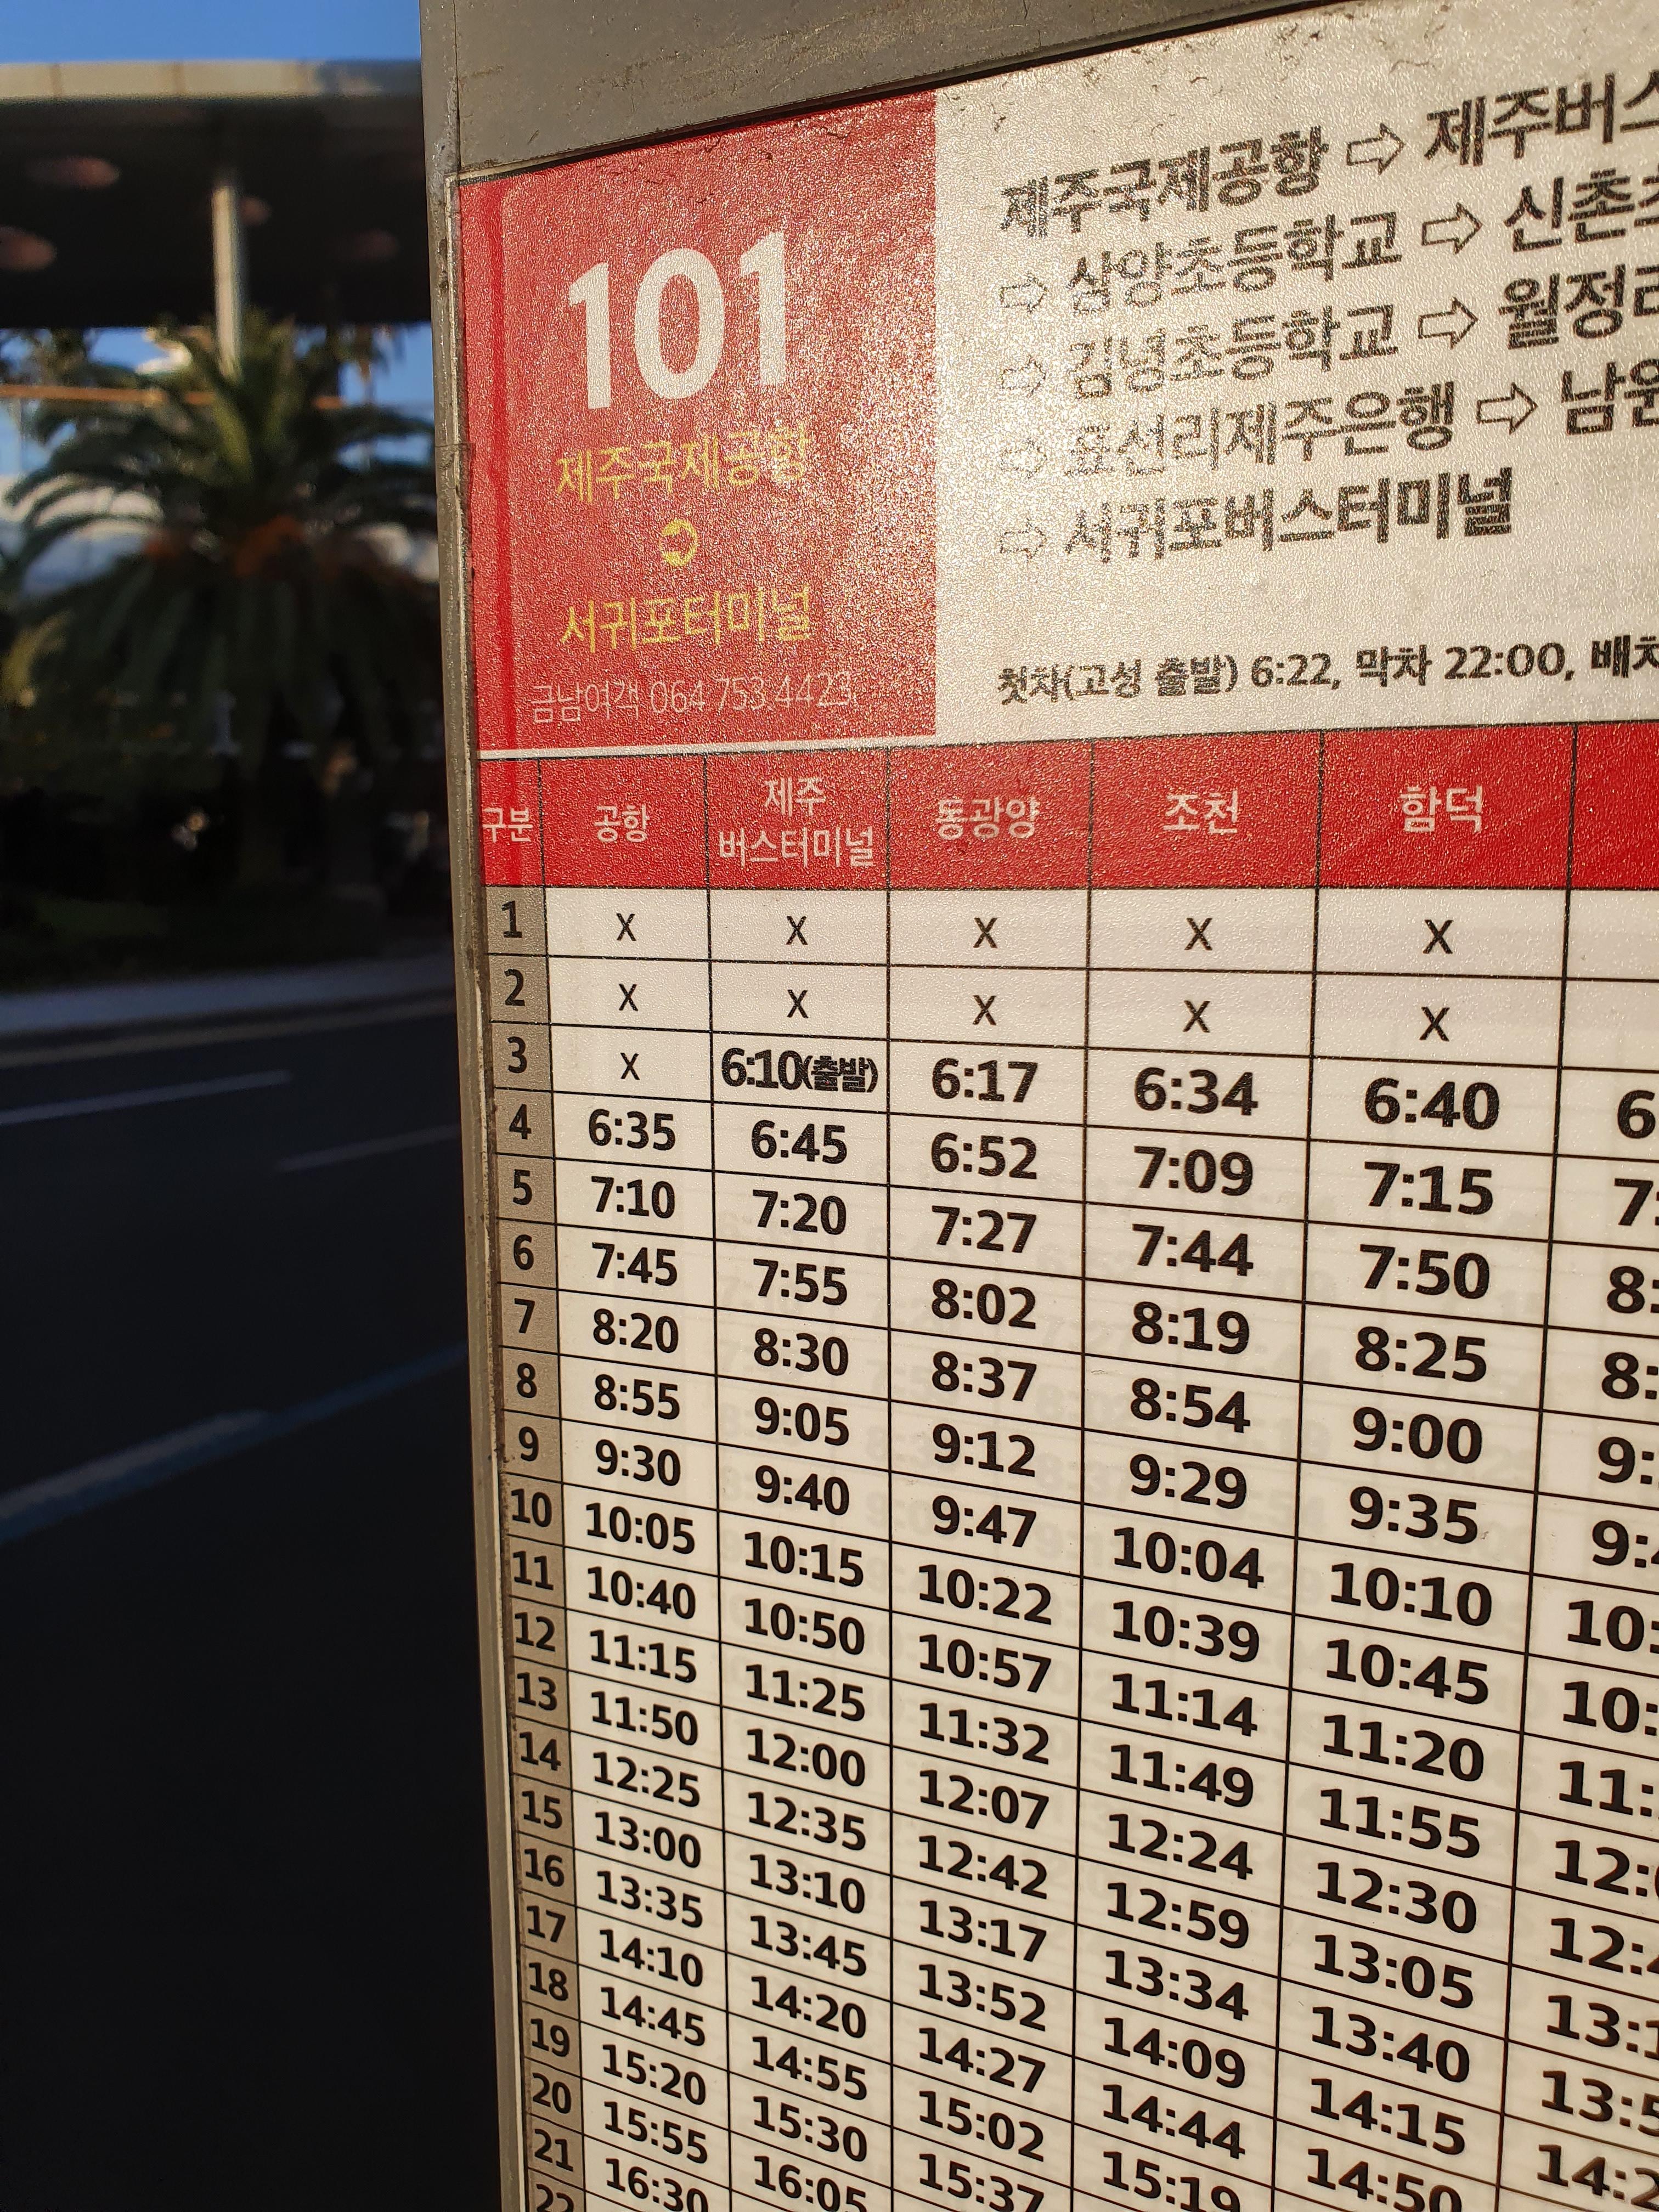 101
제주국제공항
서귀포터미널
금남여객 064 753 4423
제주국제공항 ⇨ 제주버스
⇨ 삼양초등학교 ⇨ 신촌초
⇨ 김녕초등학교 ⇨ 월정리
⇨ 표선리제주은행 ⇨ 남원
⇨ 서귀포버스터미널
첫차(고성 출발) 6:22, 막차 22:00, 배차
구분 공항 제주 버스터미널 동광양 조천 함덕
1 X X X X X
2 X X X X X
3 X 6:10(출발) 6:17 6:34 6:40
4 6:35 6:45 6:52 7:09 7:15
5 7:10 7:20 7:27 7:44 7:50
6 7:45 7:55 8:02 8:19 8:25
7 8:20 8:30 8:37 8:54 9:00
8 8:55 9:05 9:12 9:29 9:35
9 9:30 9:40 9:47 10:04 10:10
10 10:05 10:15 10:22 10:39 10:45
11 10:40 10:50 10:57 11:14 11:20
12 11:15 11:25 11:32 11:49 11:55
13 11:50 12:00 12:07 12:24 12:30
14 12:25 12:35 12:42 12:59 13:05
15 13:00 13:10 13:17 13:34 13:40
16 13:35 13:45 13:52 14:09 14:15
17 14:10 14:20 14:27 14:44 14:50
18 14:45 14:55 15:02 15:19
19 15:20 15:30 15:37
20 15:55 16:05
21 16:30
22